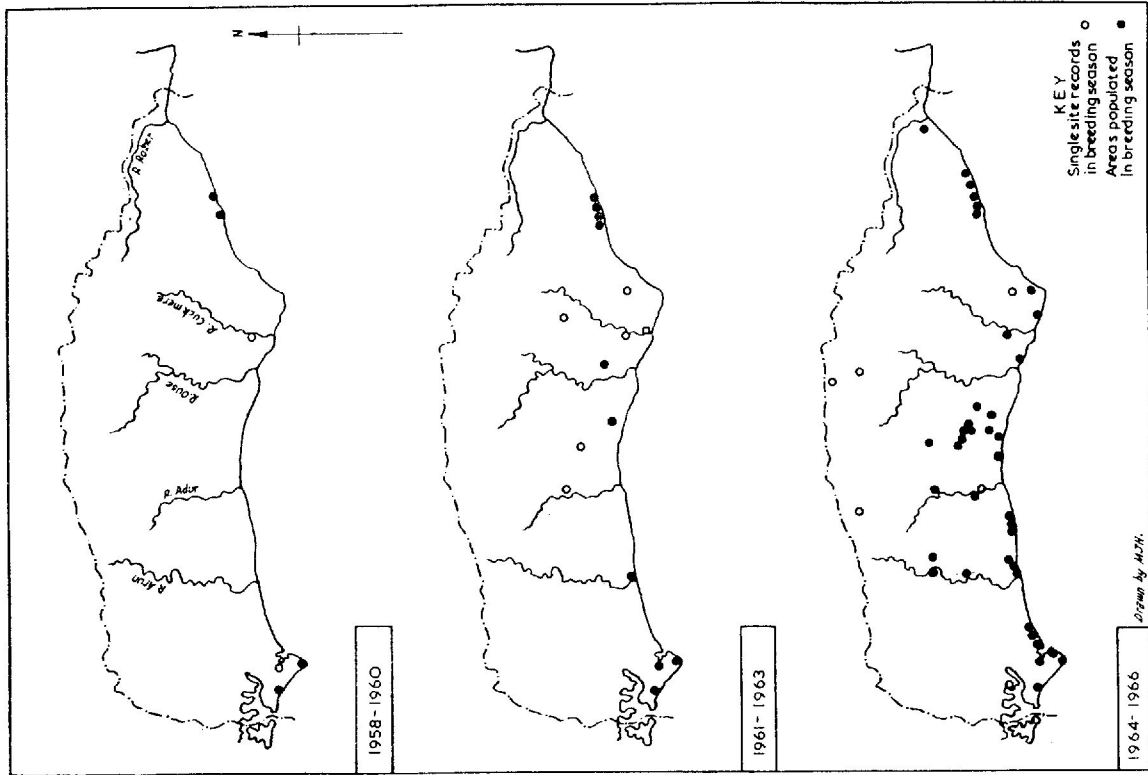 N
R. Rother
R. Cuckmere
R. Ouse
R. Adur
R. Arun
1958-1960
1961-1963
KEY
Single site records
in breeding season
Areas populated
In breeding season
1964-1966
Drawn by M.J.H.